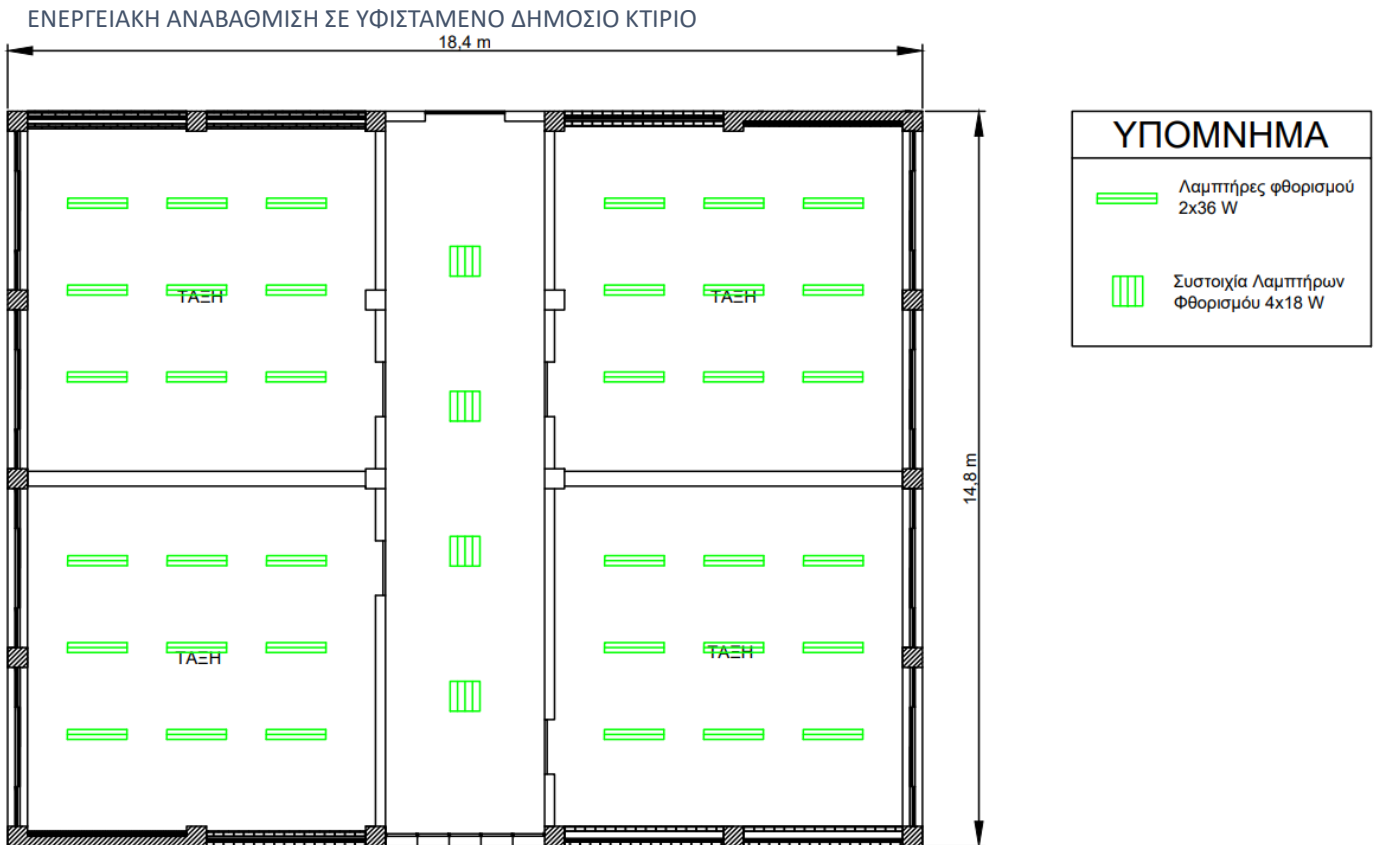 ΕΝΕΡΓΕΙΑΚΗ ΑΝΑΒΑΘΜΙΣΗ ΣΕ ΥΦΙΣΤΑΜΕΝΟ ΔΗΜΟΣΙΟ ΚΤΙΡΙΟ
18,4 m
ΥΠΟΜΝΗΜΑ
Λαμπτήρες φθορισμού
2x36 W
Συστοιχία Λαμπτήρων
Φθορισμόυ 4x18 W
ΤΑΞΗ
ΤΑΞΗ
14,8 m
ΤΑΞΗ
ΤΑΞΗ